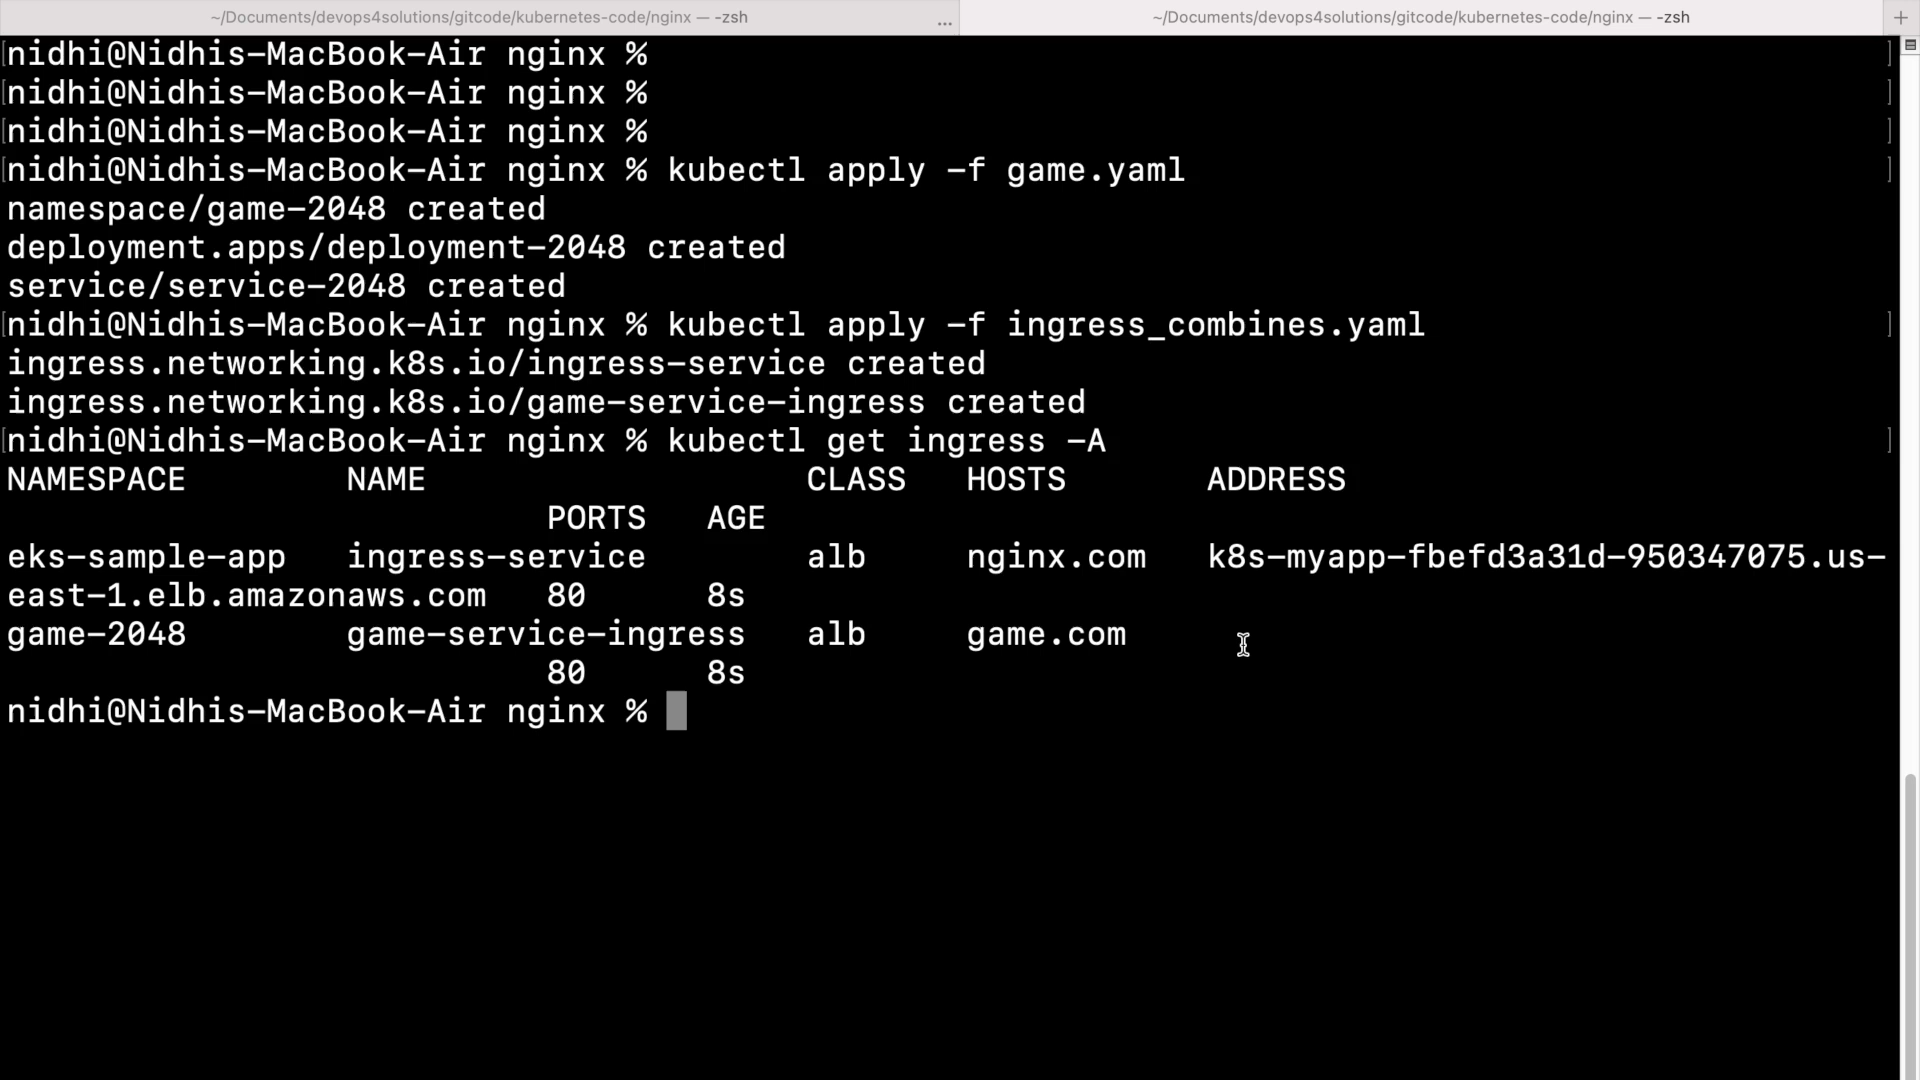 ~/Documents/devops4solutions/gitcode/kubernetes-code/nginx — -zsh ... ~/Documents/devops4solutions/gitcode/kubernetes-code/nginx — -zsh +
nidhi@Nidhis-MacBook-Air nginx %
nidhi@Nidhis-MacBook-Air nginx %
nidhi@Nidhis-MacBook-Air nginx %
nidhi@Nidhis-MacBook-Air nginx % kubectl apply -f game.yaml
namespace/game-2048 created
deployment.apps/deployment-2048 created
service/service-2048 created
nidhi@Nidhis-MacBook-Air nginx % kubectl apply -f ingress_combines.yaml
ingress.networking.k8s.io/ingress-service created
ingress.networking.k8s.io/game-service-ingress created
nidhi@Nidhis-MacBook-Air nginx % kubectl get ingress -A
NAMESPACE NAME CLASS HOSTS ADDRESS
PORTS AGE
eks-sample-app ingress-service alb nginx.com k8s-myapp-fbefd3a31d-950347075.us-
east-1.elb.amazonaws.com 80 8s
game-2048 game-service-ingress alb game.com
80 8s
nidhi@Nidhis-MacBook-Air nginx %